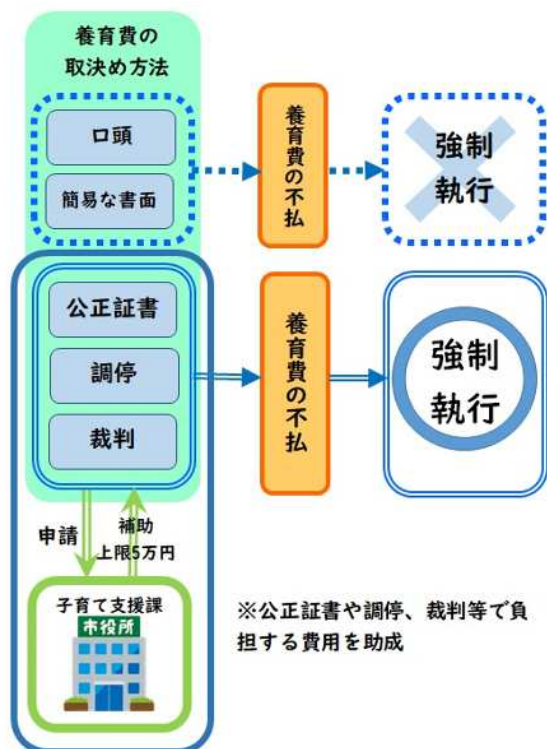 養育費の
取決め方法
口頭
簡易な書面
養育費の不払
強制
執行
公正証書
調停
裁判
養育費の不払
強制
執行
申請
補助
上限5万円
子育て支援課
市役所
※公正証書や調停、裁判等で負
担する費用を助成